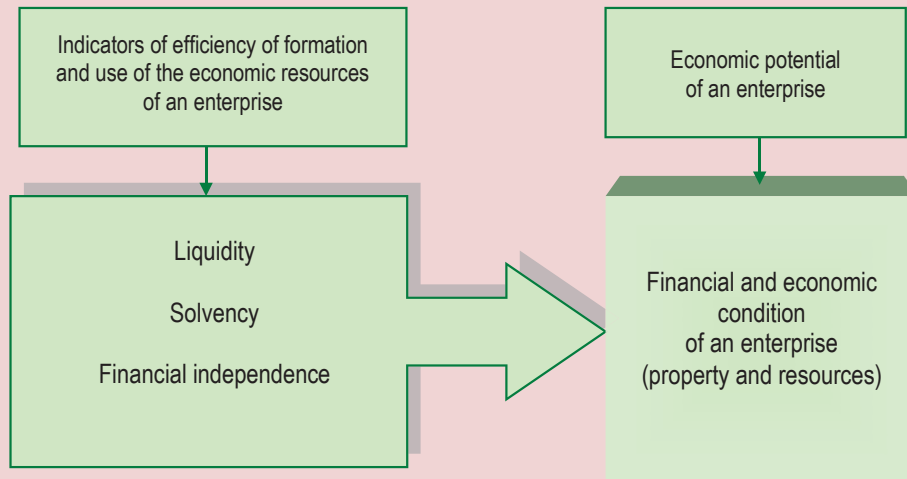 Indicators of efficiency of formation
and use of the economic resources
of an enterprise
Economic potential
of an enterprise
Liquidity
Solvency
Financial independence
Financial and economic
condition
of an enterprise
(property and resources)